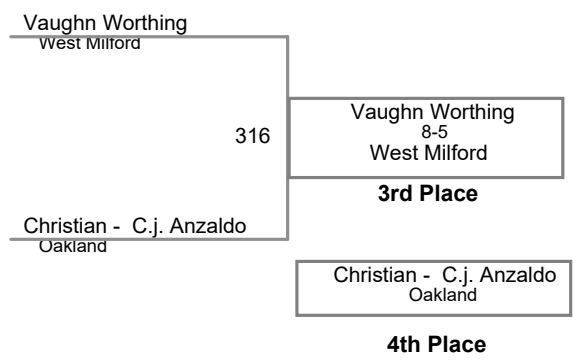 Vaughn Worthing
West Milford
316
Vaughn Worthing
8-5
West Milford
3rd Place
Christian - C.j. Anzaldo
Oakland
Christian - C.j. Anzaldo
Oakland
4th Place